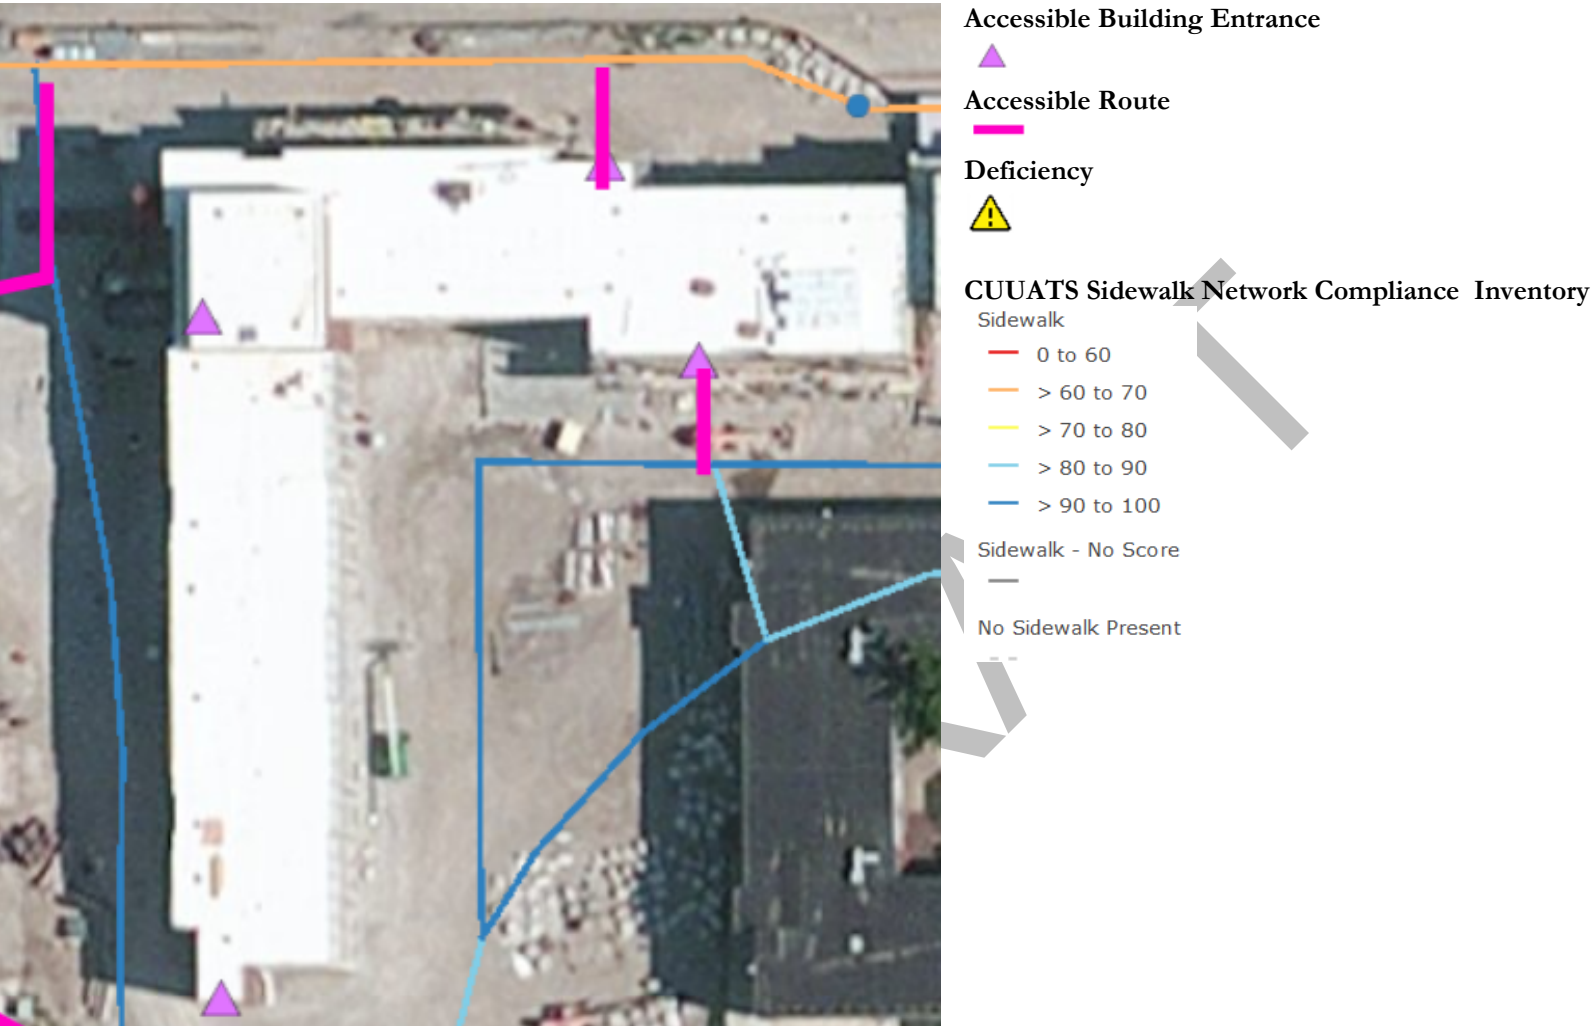 Accessible Building Entrance
Accessible Route
Deficiency
CUUATS Sidewalk Network Compliance Inventory
Sidewalk
0 to 60
> 60 to 70
> 70 to 80
> 80 to 90
> 90 to 100
Sidewalk - No Score
No Sidewalk Present